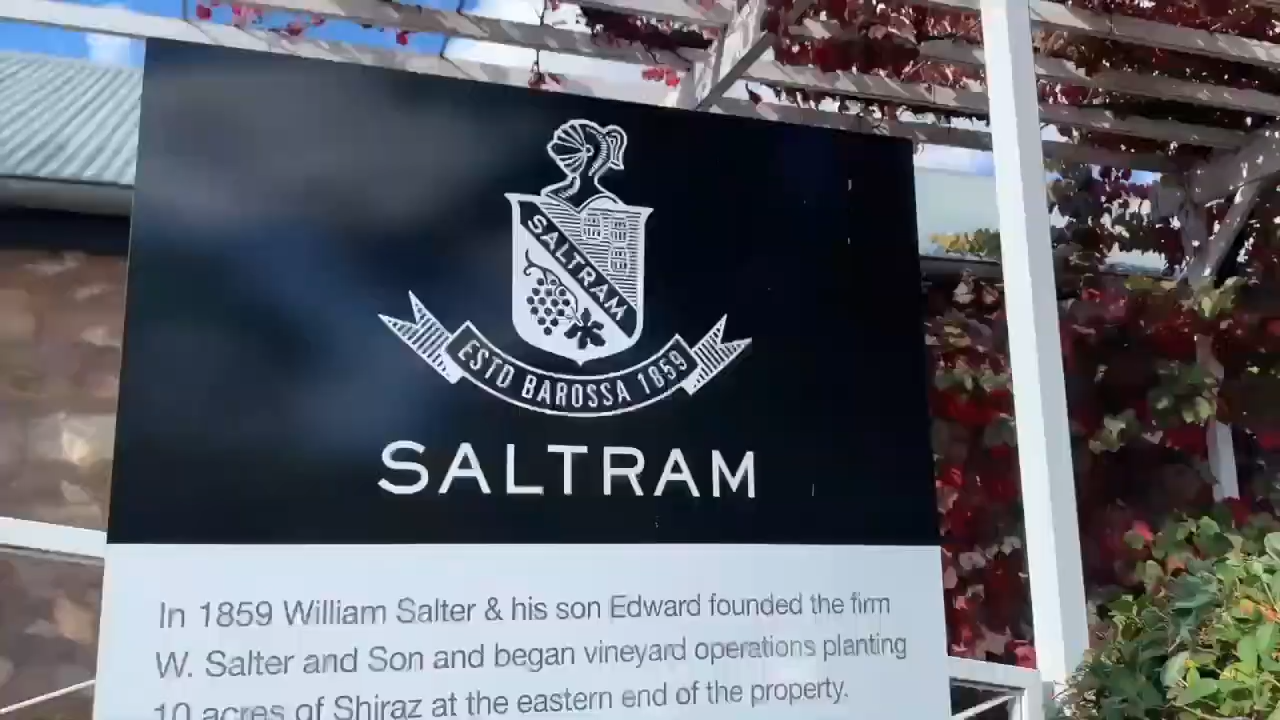 SALTRAM
ESTD BAROSSA 1859
SALTRAM
In 1859 William Salter & his son Edward founded the firm
W. Salter and Son and began vineyard operations planting
10 acres of Shiraz at the eastern end of the property.